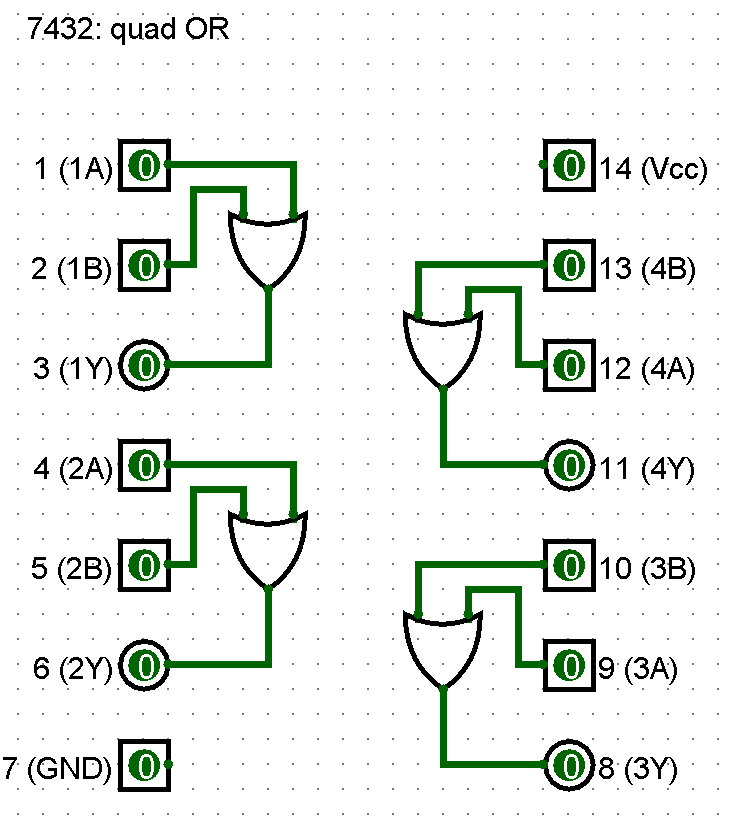 7432: quad OR
1 (1A) 0
0 14 (Vcc)
2 (1B) 0
0 13 (4B)
3 (1Y) 0
0 12 (4A)
4 (2A) 0
0 11 (4Y)
5 (2B) 0
0 10 (3B)
6 (2Y) 0
0 9 (3A)
7 (GND) 0
0 8 (3Y)